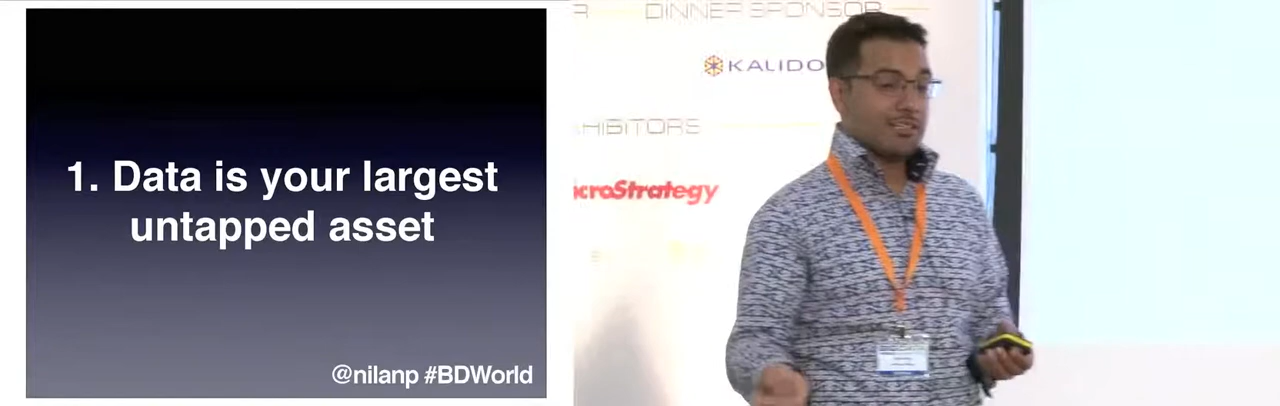 1. Data is your largest
untapped asset
@nilanp #BDWorld
DINNER SPONSOR
KALIDO
HIBITORS
croStrategy